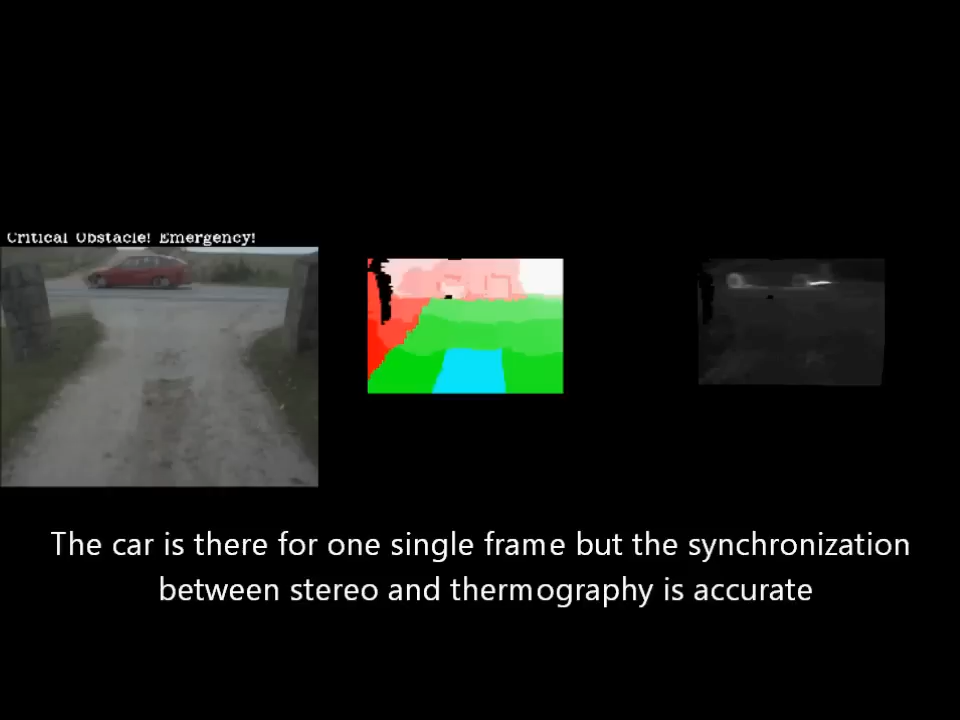 Critical Obstacle! Emergency!
The car is there for one single frame but the synchronization
between stereo and thermography is accurate